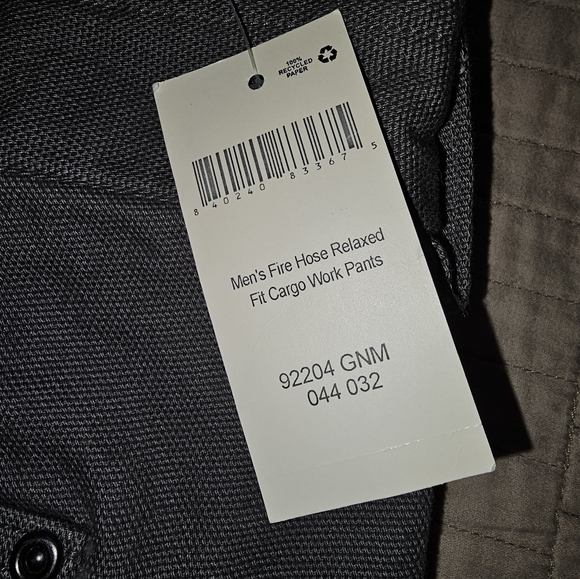 100%
RECYCLED
PAPER
8 40240 83367 5
Men's Fire Hose Relaxed
Fit Cargo Work Pants
92204 GNM
044 032